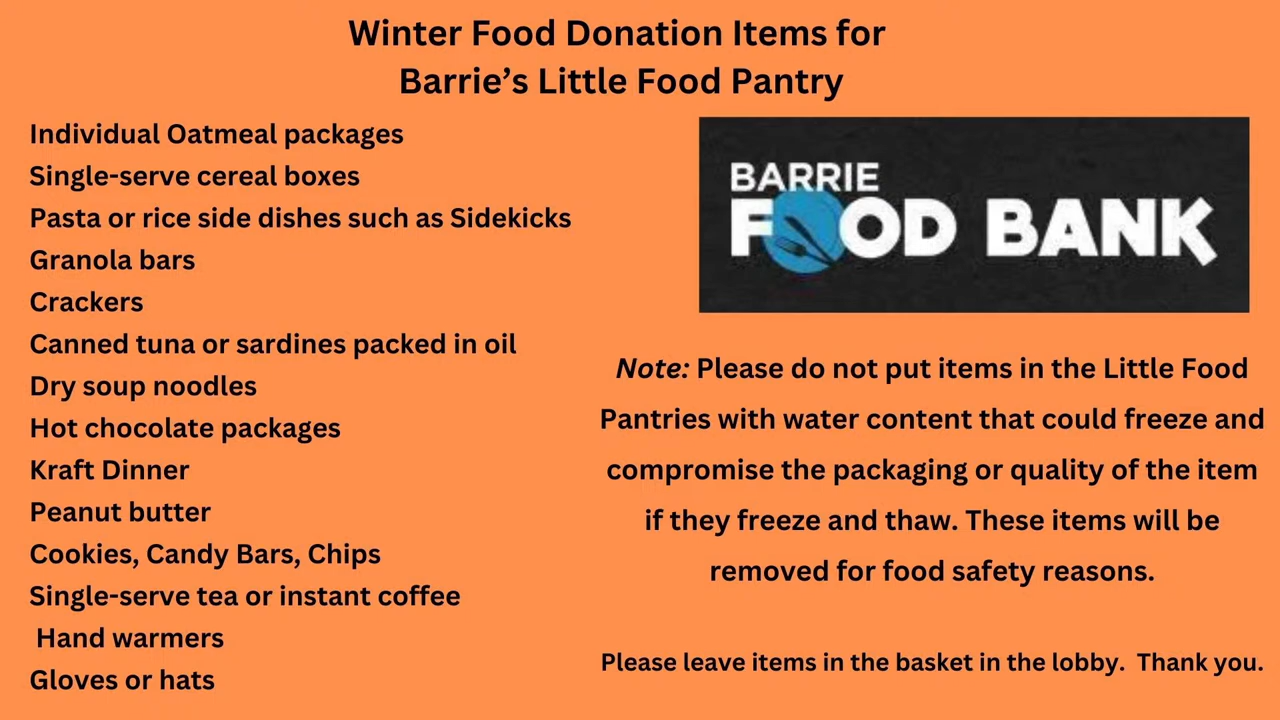 Winter Food Donation Items for
Barrie’s Little Food Pantry
Individual Oatmeal packages
Single-serve cereal boxes
Pasta or rice side dishes such as Sidekicks
Granola bars
Crackers
Canned tuna or sardines packed in oil
Dry soup noodles
Hot chocolate packages
Kraft Dinner
Peanut butter
Cookies, Candy Bars, Chips
Single-serve tea or instant coffee
Hand warmers
Gloves or hats
BARRIE
FOOD BANK
Note: Please do not put items in the Little Food
Pantries with water content that could freeze and
compromise the packaging or quality of the item
if they freeze and thaw. These items will be
removed for food safety reasons.
Please leave items in the basket in the lobby.  Thank you.